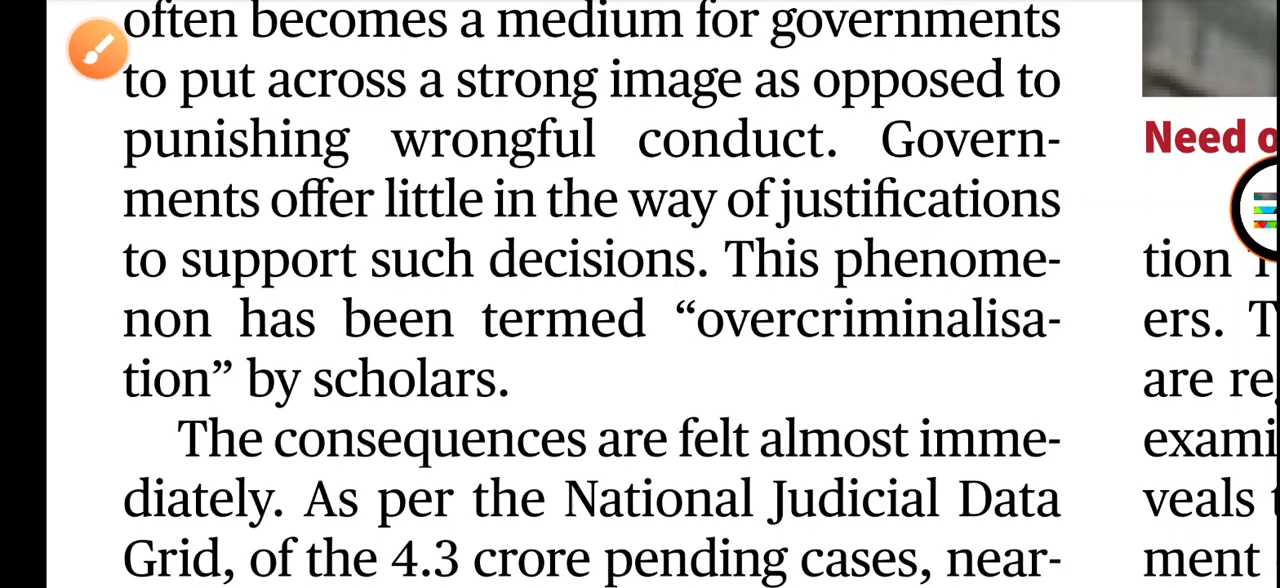 often becomes a medium for governments
to put across a strong image as opposed to
punishing wrongful conduct. Govern-
ments offer little in the way of justifications
to support such decisions. This phenome-
non has been termed “overcriminalisa-
tion” by scholars.
The consequences are felt almost imme-
diately. As per the National Judicial Data
Grid, of the 4.3 crore pending cases, near-
Need
tion
ers.
are
exami
veals
ment